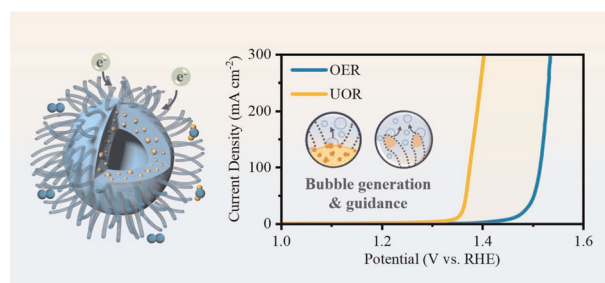 e-
e-
300
200
100
0
Current Density (mA cm-2)
OER
UOR
Bubble generation
& guidance
1.0
1.2
1.4
1.6
Potential (V vs. RHE)